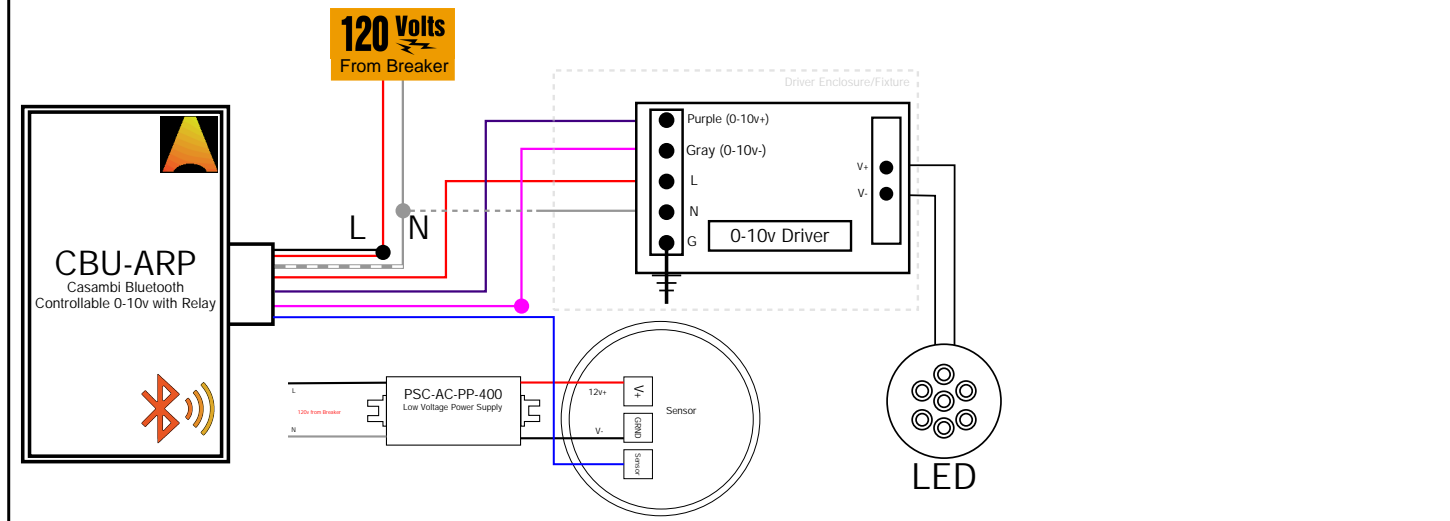 120 Volts
From Breaker
Driver Enclosure/Fixture
Purple (0-10v+)
Gray (0-10v-)
L
N
G
0-10v Driver
V+
V-
L
N
CBU-ARP
Casambi Bluetooth
Controllable 0-10v with Relay
L
120v from Breaker
N
PSC-AC-PP-400
Low Voltage Power Supply
12v+
V-
V+
GRND
Sensor
Sensor
LED